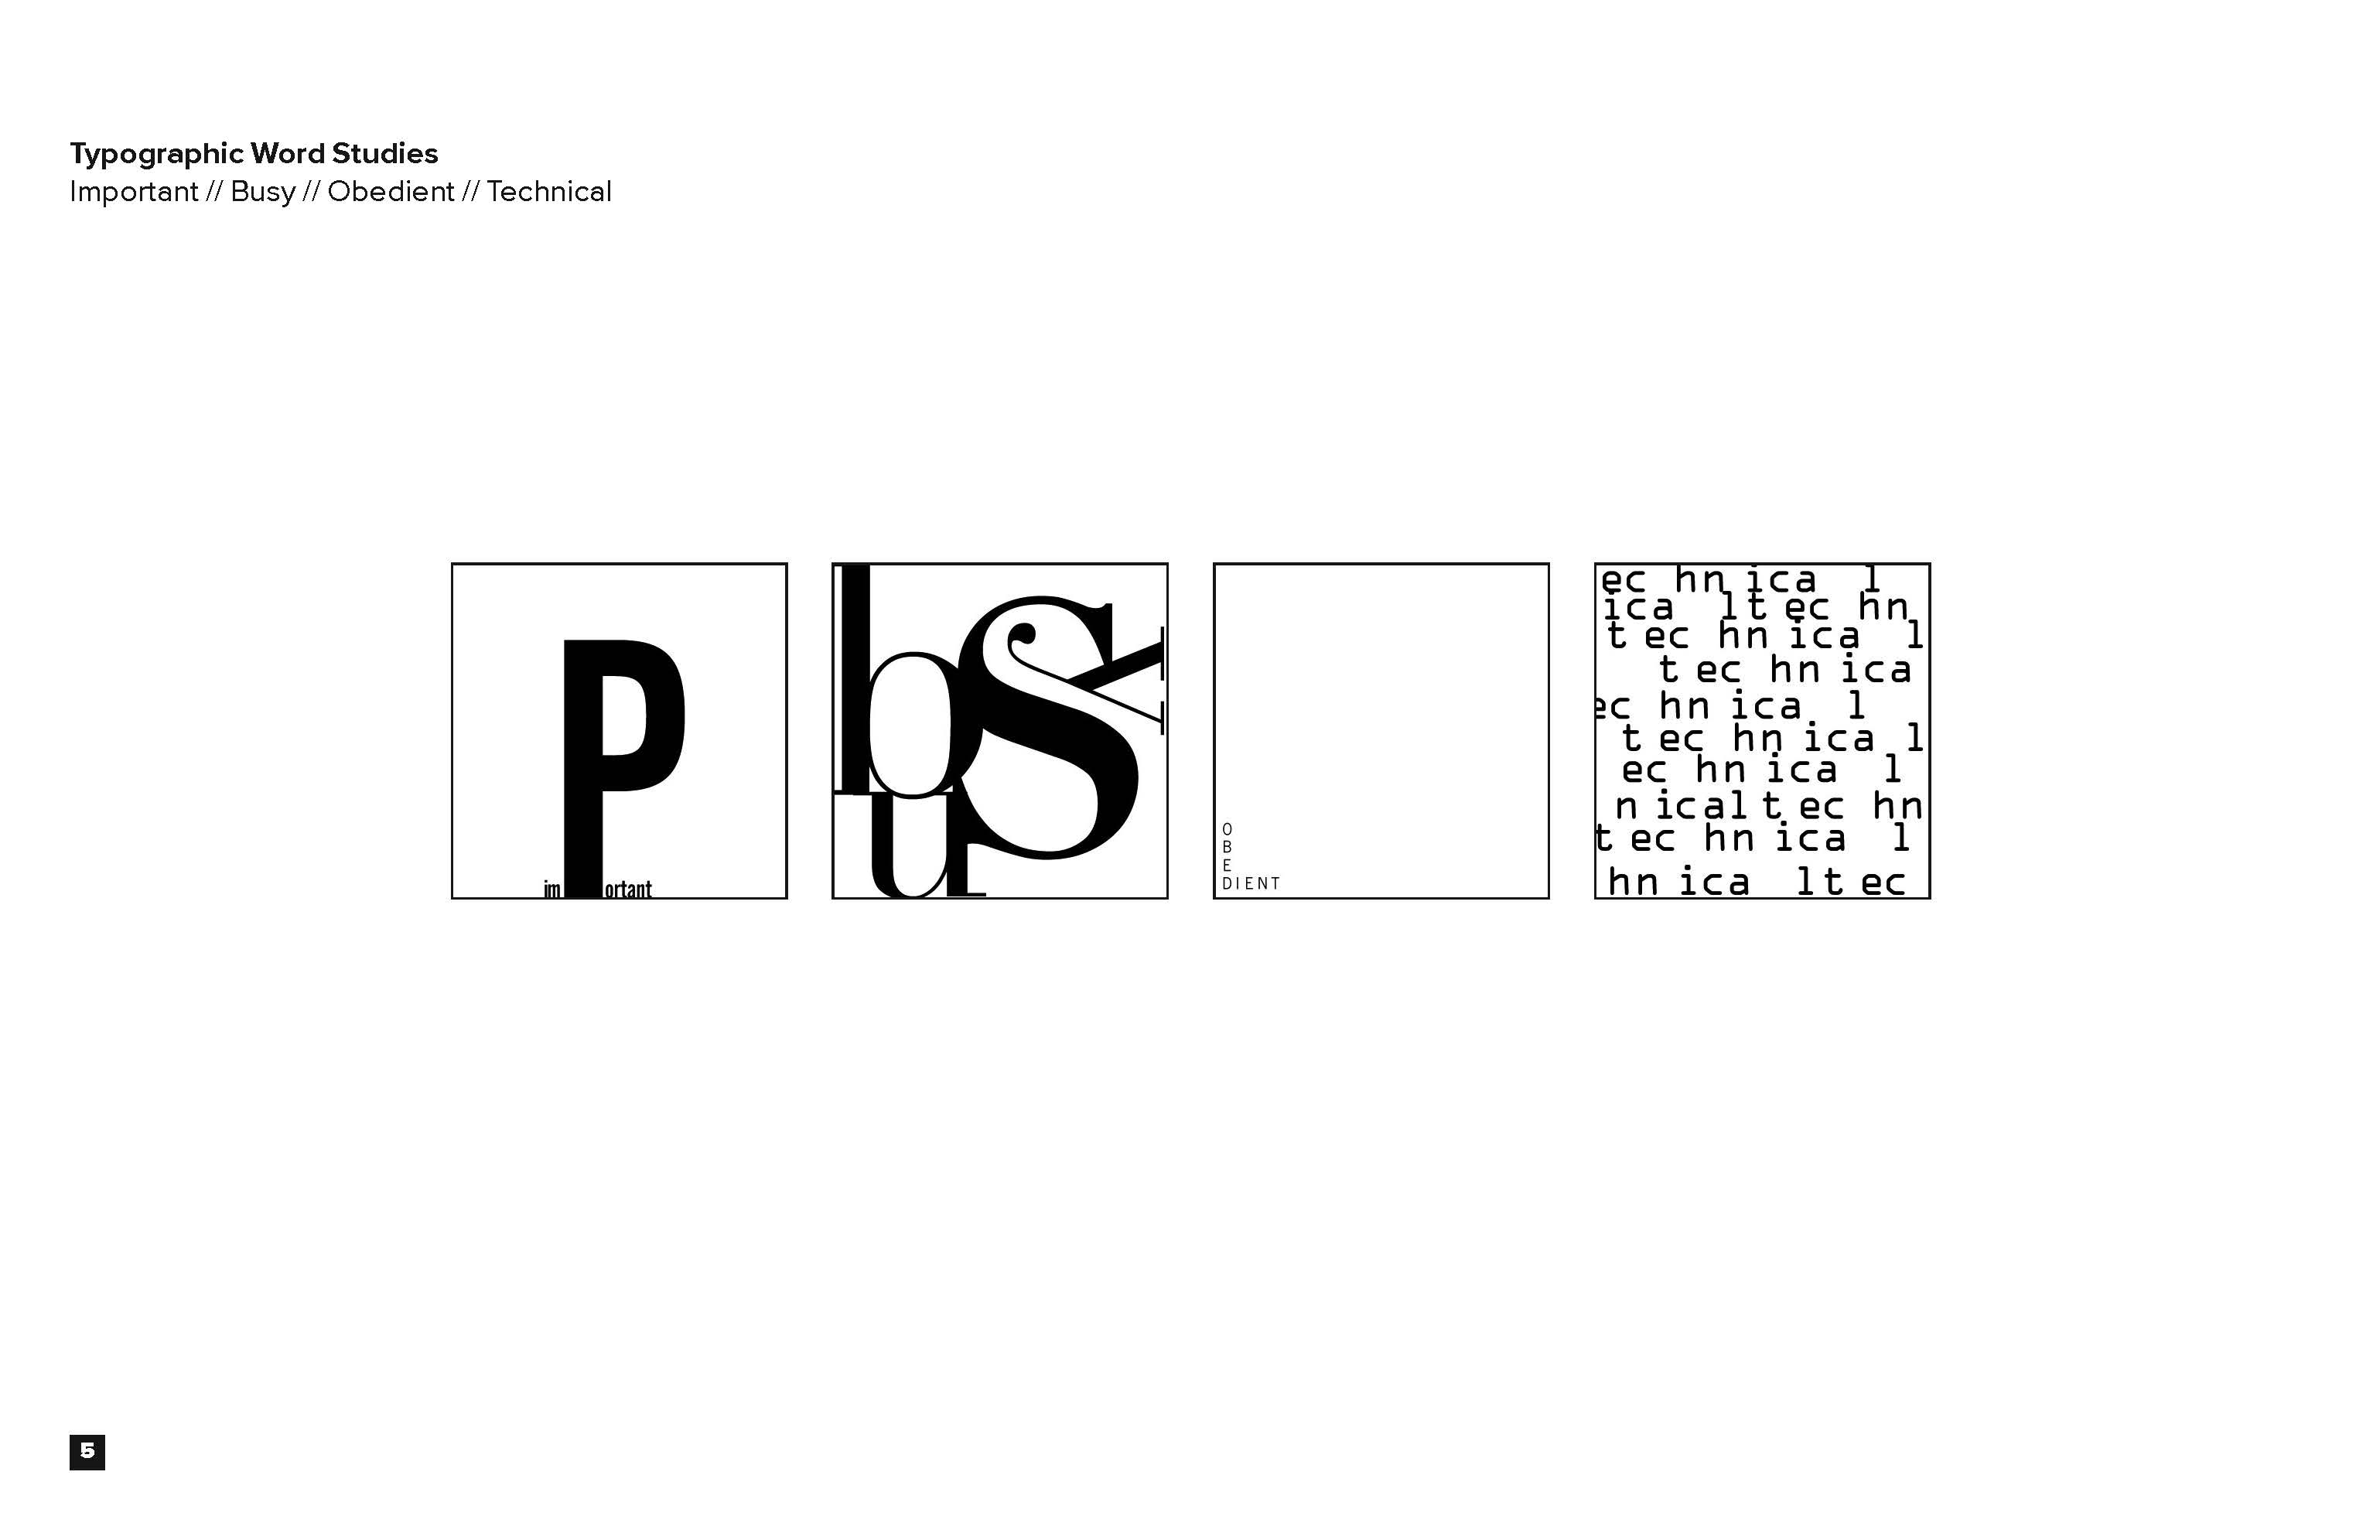 Typographic Word Studies
Important // Busy // Obedient // Technical
P
im ortant
b S y
u
O
B
E
DIENT
ec hn ica l
ica lt ec hn
t ec hn ica l
t ec hn ica
ec hn ica l
t ec hn ica l
ec hn ica l
n icalt ec hn
t ec hn ica l
hn ica lt ec
5